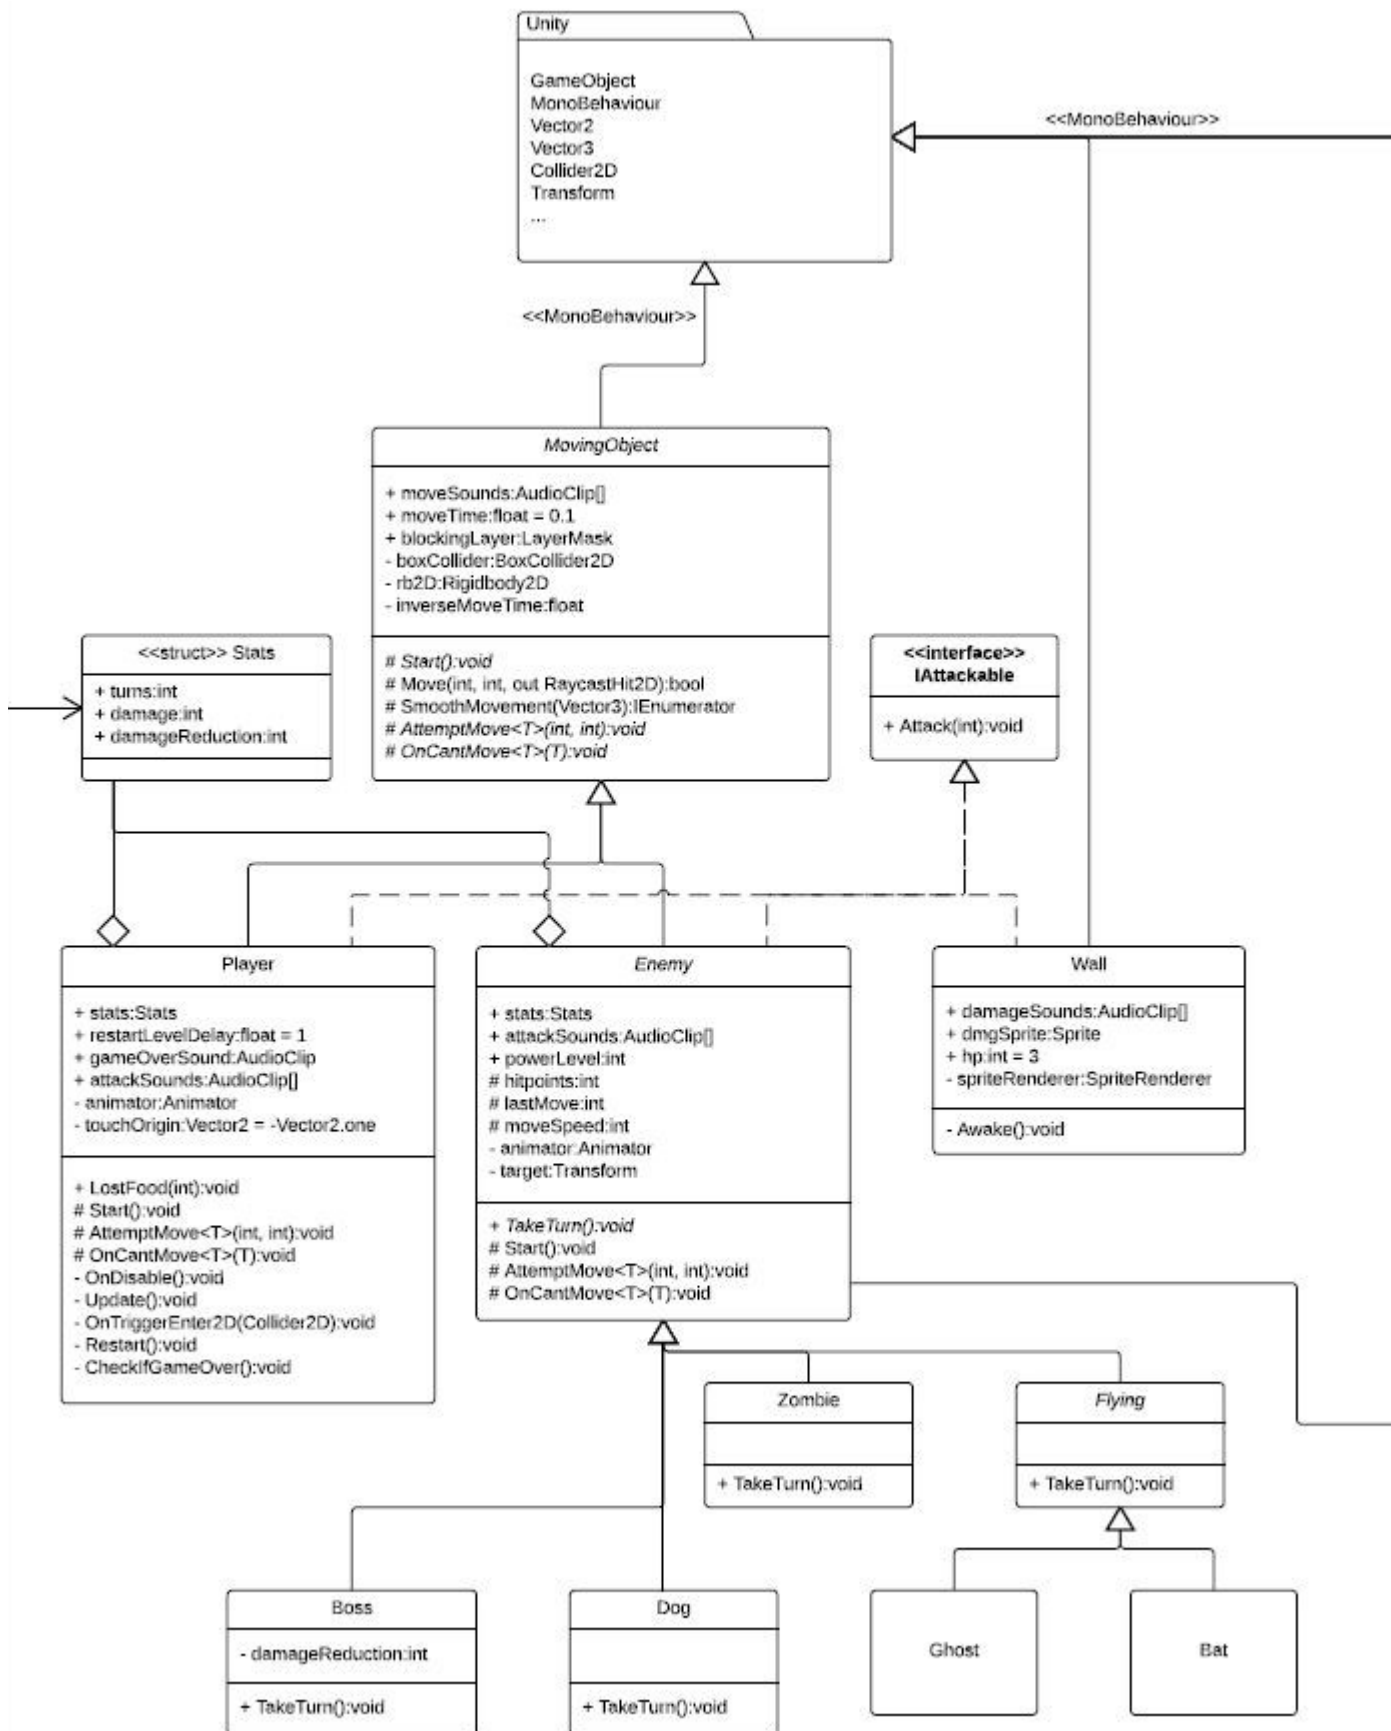 Unity
GameObject
MonoBehaviour
Vector2
Vector3
Collider2D
Transform
...
<<MonoBehaviour>>
<<MonoBehaviour>>
MovingObject
+ moveSounds:AudioClip[]
+ moveTime:float = 0.1
+ blockingLayer:LayerMask
- boxCollider:BoxCollider2D
- rb2D:Rigidbody2D
- inverseMoveTime:float
# Start():void
# Move(int, int, out RaycastHit2D):bool
# SmoothMovement(Vector3):IEnumerator
# AttemptMove<T>(int, int):void
# OnCantMove<T>(T):void
<<struct>> Stats
+ turns:int
+ damage:int
+ damageReduction:int
<<interface>>
IAttackable
+ Attack(int):void
Player
+ stats:Stats
+ restartLevelDelay:float = 1
+ gameOverSound:AudioClip
+ attackSounds:AudioClip[]
- animator:Animator
- touchOrigin:Vector2 = -Vector2.one
+ LostFood(int):void
# Start():void
# AttemptMove<T>(int, int):void
# OnCantMove<T>(T):void
- OnDisable():void
- Update():void
- OnTriggerEnter2D(Collider2D):void
- Restart():void
- CheckIfGameOver():void
Enemy
+ stats:Stats
+ attackSounds:AudioClip[]
+ powerLevel:int
# hitpoints:int
# lastMove:int
# moveSpeed:int
- animator:Animator
- target:Transform
+ TakeTurn():void
# Start():void
# AttemptMove<T>(int, int):void
# OnCantMove<T>(T):void
Wall
+ damageSounds:AudioClip[]
+ dmgSprite:Sprite
+ hp:int = 3
- spriteRenderer:SpriteRenderer
- Awake():void
Zombie
+ TakeTurn():void
Flying
+ TakeTurn():void
Boss
- damageReduction:int
+ TakeTurn():void
Dog
+ TakeTurn():void
Ghost
Bat